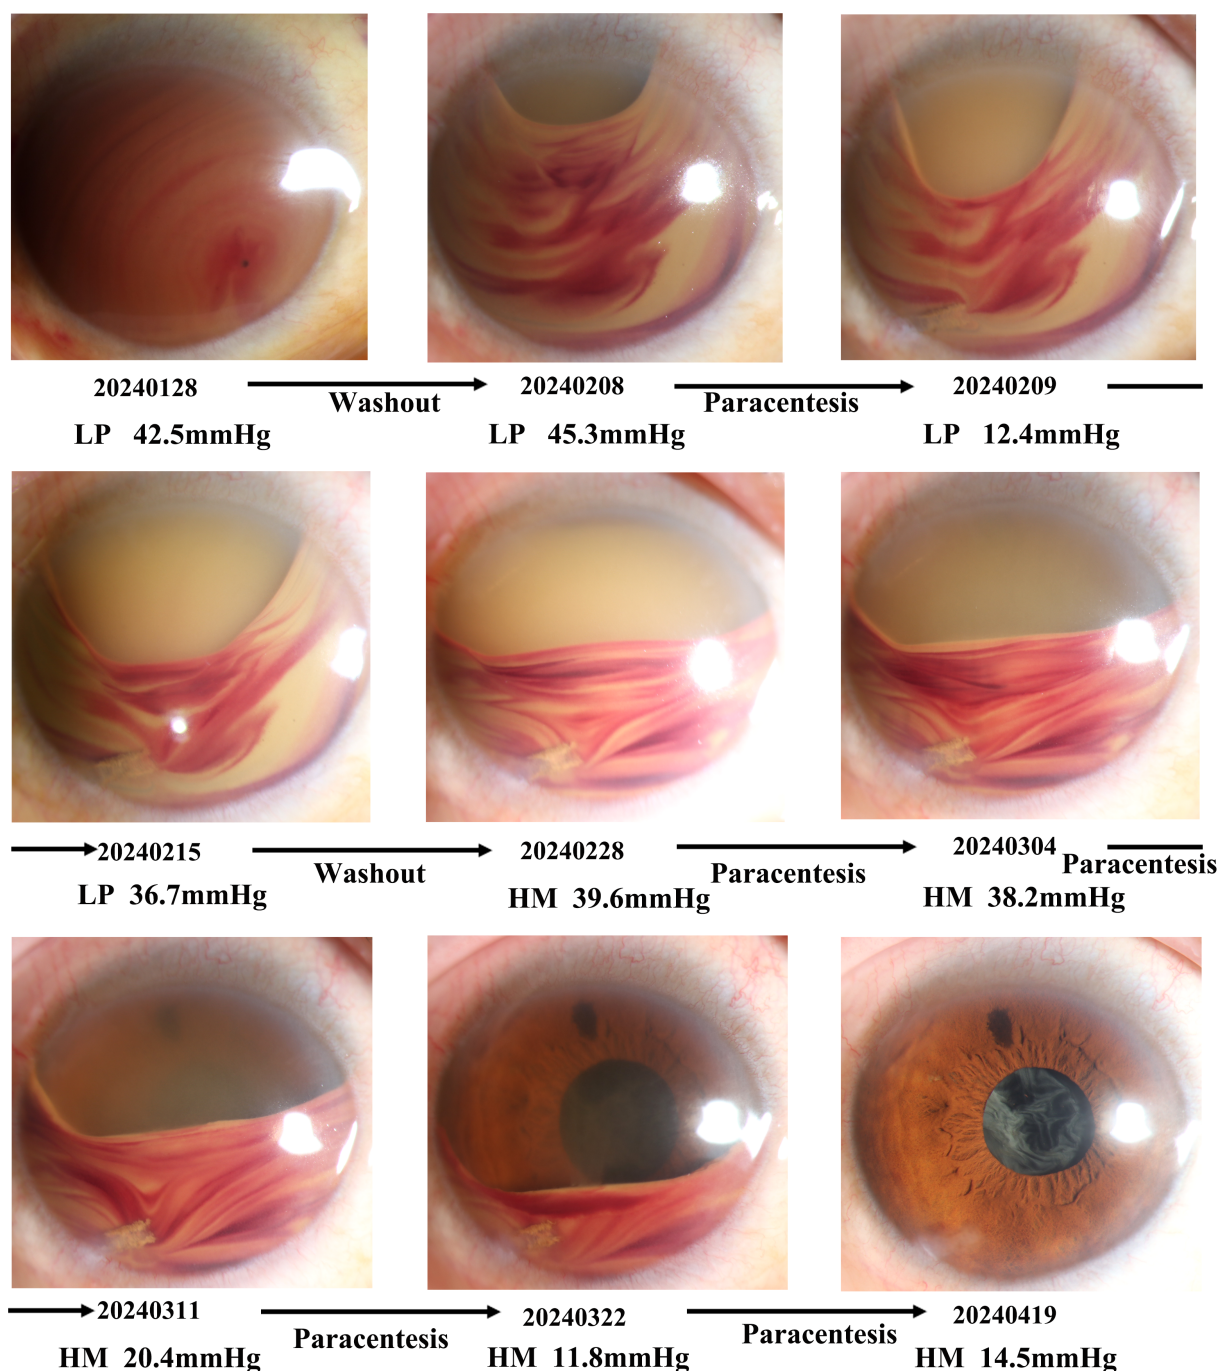 20240128
Washout
20240208
Paracentesis
20240209
LP 42.5mmHg
LP 45.3mmHg
LP 12.4mmHg
20240215
Washout
20240228
Paracentesis
20240304
Paracentesis
LP 36.7mmHg
HM 39.6mmHg
HM 38.2mmHg
20240311
Paracentesis
20240322
Paracentesis
20240419
HM 20.4mmHg
HM 11.8mmHg
HM 14.5mmHg